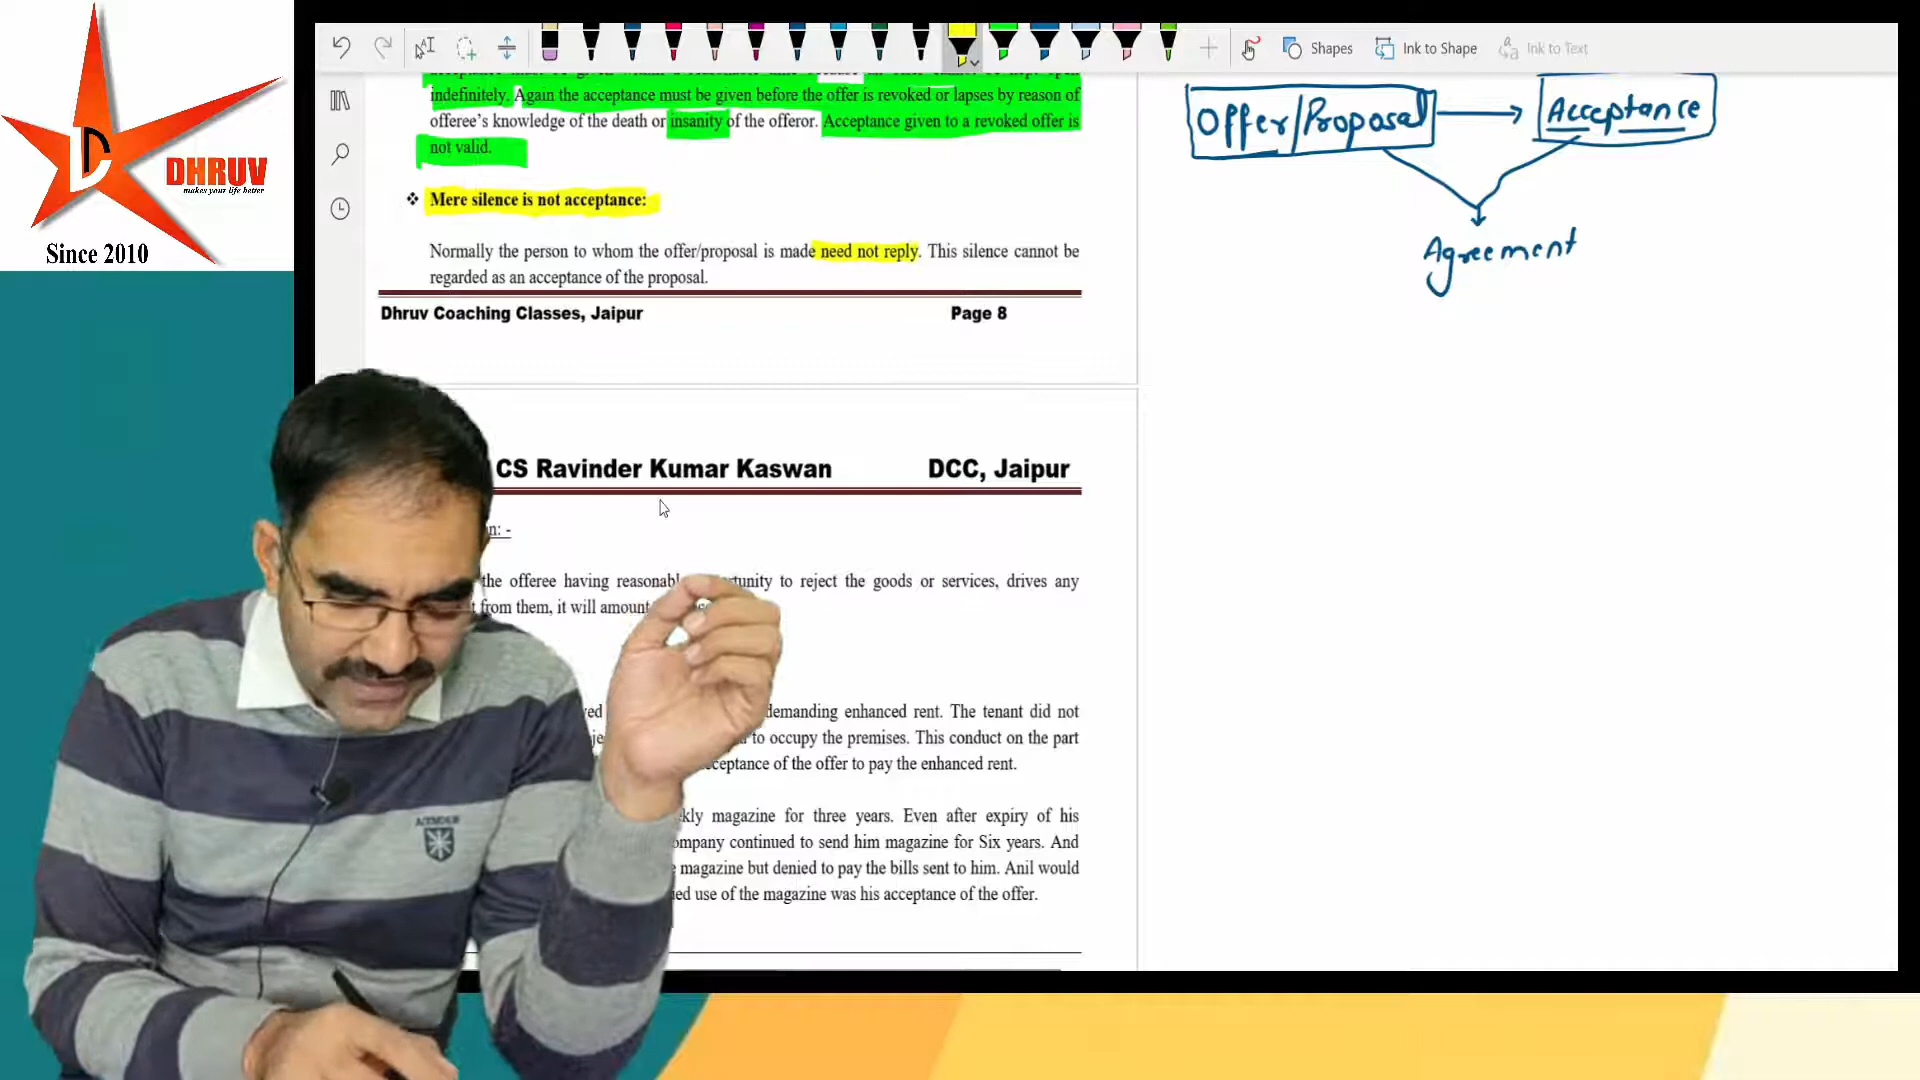 DC
DHRUV
makes your life better
Since 2010
Shapes
Ink to Shape
Ink to Text
indefinitely. Again the acceptance must be given before the offer is revoked or lapses by reason of
offeree's knowledge of the death or insanity of the offeror. Acceptance given to a revoked offer is
not valid.
❖ Mere silence is not acceptance:
Normally the person to whom the offer/proposal is made need not reply. This silence cannot be
regarded as an acceptance of the proposal.
Dhruv Coaching Classes, Jaipur Page 8
CS Ravinder Kumar Kaswan DCC, Jaipur
n: -
the offeree having to reject the goods or services, drives any
from them, it will amount
demanding enhanced rent. The tenant did not
to occupy the premises. This conduct on the part
cceptance of the offer to pay the enhanced rent.
kly magazine for three years. Even after expiry of his
ompany continued to send him magazine for Six years. And
magazine but denied to pay the bills sent to him. Anil would
ed use of the magazine was his acceptance of the offer.
Offer/Proposal → Acceptance
Agreement